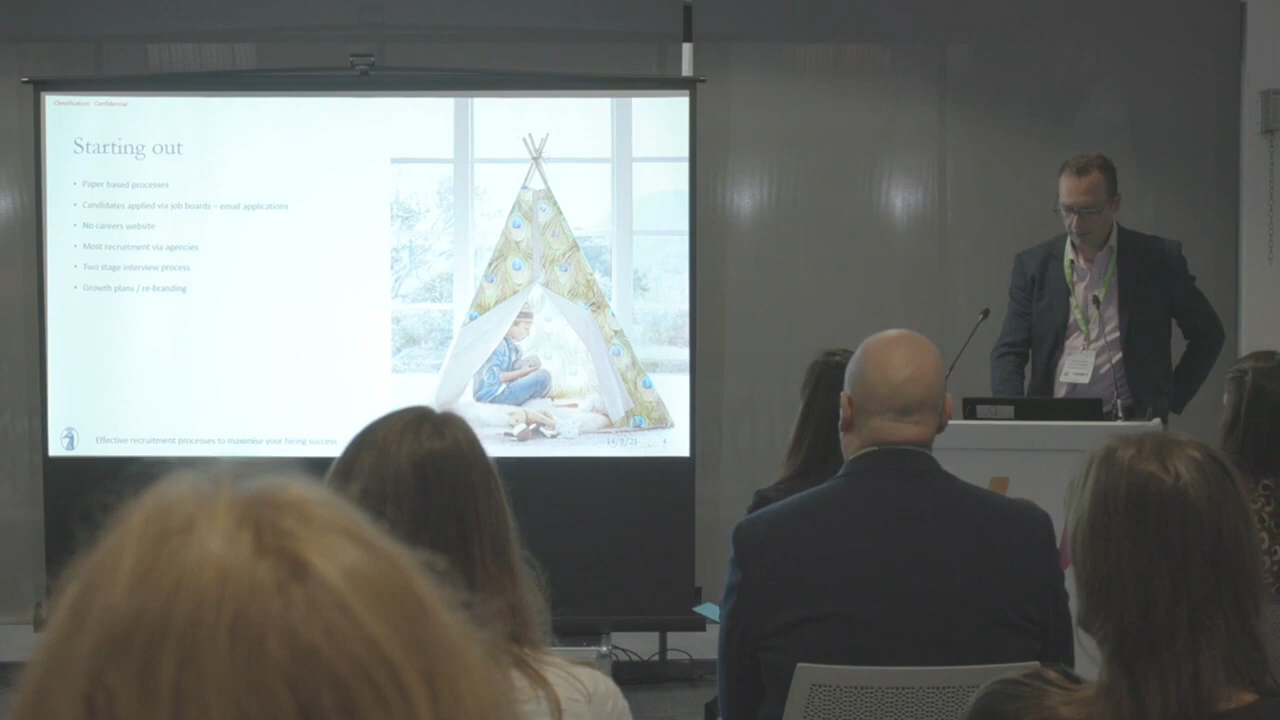 Classification: Confidential
Starting out
• Paper based processes
• Candidates applied via job boards – email applications
• No careers website
• Most recruitment via agencies
• Two stage interview process
• Growth plans / re-branding
Effective recruitment processes to maximise your hiring success
4